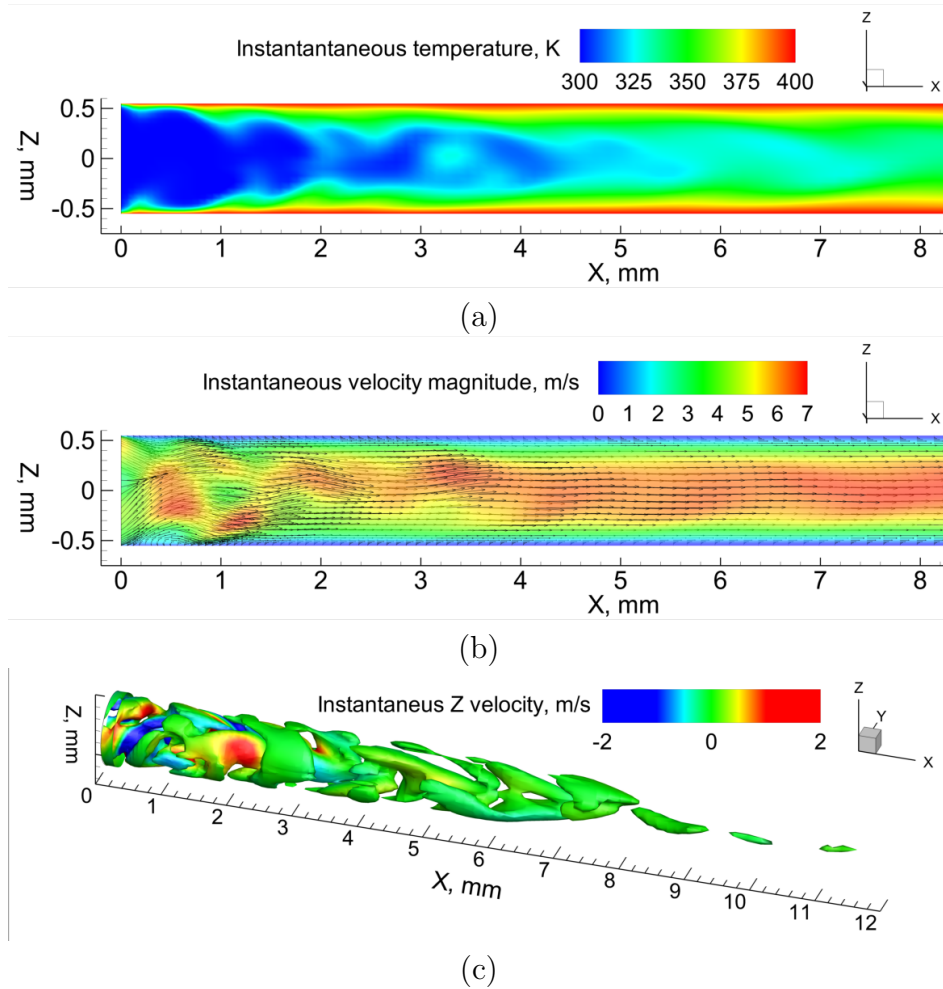 Instantantaneous temperature, K
300 325 350 375 400
Z
X
Y
Z, mm
0.5
0
-0.5
0 1 2 3 4 5 6 7 8
X, mm
(a)
Instantaneous velocity magnitude, m/s
0 1 2 3 4 5 6 7
Z
X
Y
Z, mm
0.5
0
-0.5
0 1 2 3 4 5 6 7 8
X, mm
(b)
Instantaneus Z velocity, m/s
-2 0 2
Z
Y
X
Z, mm
0 1 2 3 4 5 6 7 8 9 10 11 12
X, mm
(c)